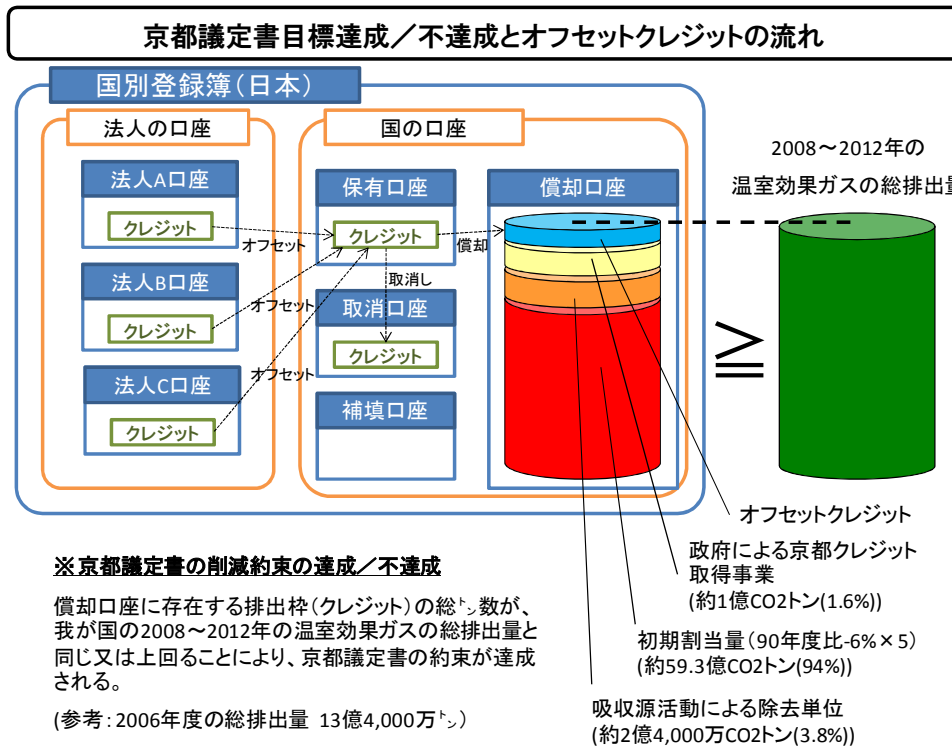 京都議定書目標達成／不達成とオフセットクレジットの流れ
国別登録簿（日本）
法人の口座
国の口座
法人A口座
クレジット
法人B口座
クレジット
法人C口座
クレジット
オフセット
オフセット
オフセット
保有口座
クレジット
償却
取消し
取消口座
クレジット
補填口座
償却口座
2008～2012年の
温室効果ガスの総排出量
≧
オフセットクレジット
政府による京都クレジット
取得事業
(約1億CO2トン(1.6%))
初期割当量（90年度比-6%×5）
(約59.3億CO2トン(94%))
吸収源活動による除去単位
(約2億4,000万CO2トン(3.8%))
※京都議定書の削減約束の達成／不達成
償却口座に存在する排出枠（クレジット）の総㌧数が、
我が国の2008～2012年の温室効果ガスの総排出量と
同じ又は上回ることにより、京都議定書の約束が達成
される。
(参考：2006年度の総排出量 13億4,000万㌧）